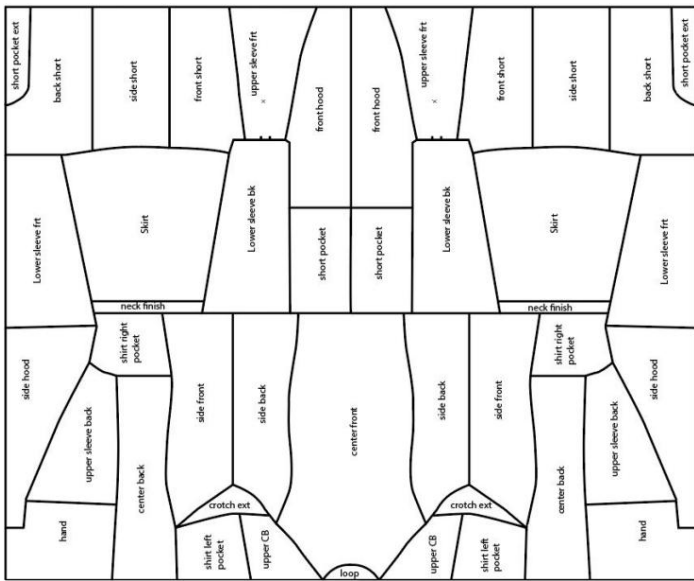 short pocket ext
back short
side short
front short
upper sleeve frt
x
front hood
front hood
upper sleeve frt
x
front short
side short
back short
short pocket ext
Lower sleeve frt
Skirt
Lower sleeve bk
short pocket
short pocket
Lower sleeve bk
Skirt
Lower sleeve frt
neck finish
neck finish
side hood
shirt right
pocket
side front
side back
center front
side back
side front
shirt right
pocket
side hood
upper sleeve back
center back
center back
upper sleeve back
crotch ext
crotch ext
hand
shirt left
pocket
upper CB
loop
upper CB
shirt left
pocket
hand